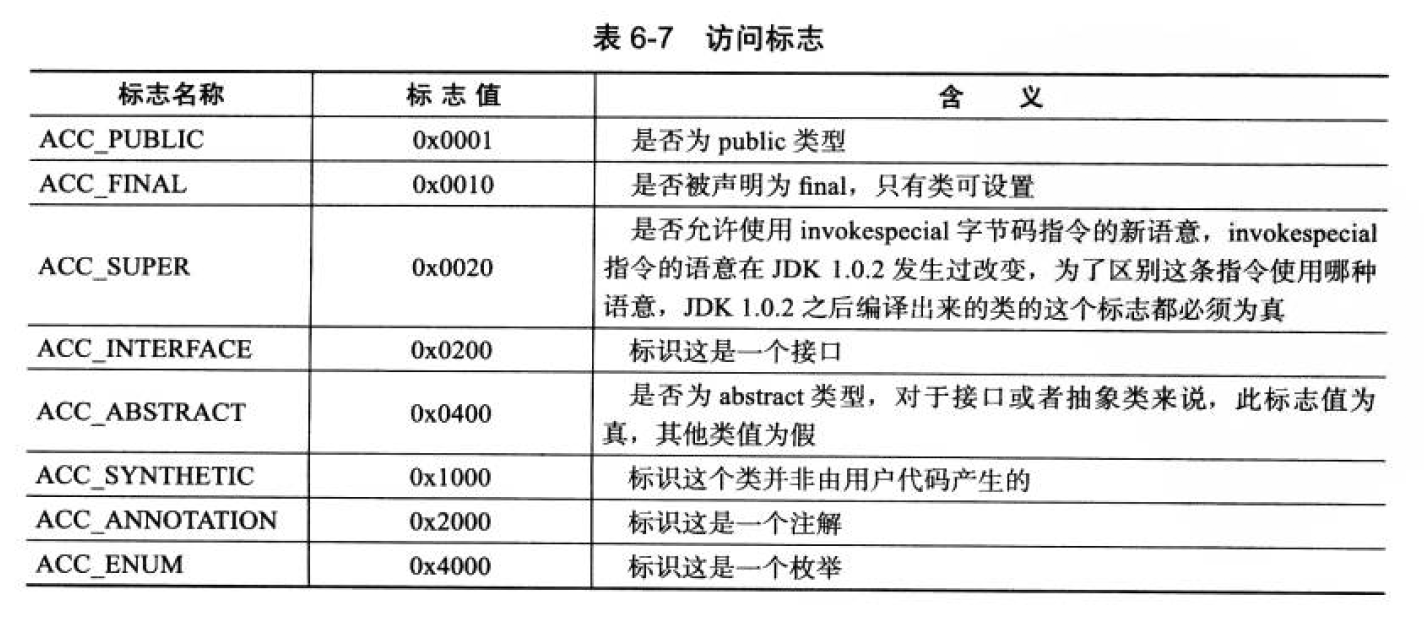 表 6-7 访问标志
标志名称 标 志 值 含 义
ACC_PUBLIC 0x0001 是否为 public 类型
ACC_FINAL 0x0010 是否被声明为 final，只有类可设置
是否允许使用 invokespecial 字节码指令的新语意，invokespecial
ACC_SUPER 0x0020 指令的语意在 JDK 1.0.2 发生过改变，为了区别这条指令使用哪种
语意，JDK 1.0.2 之后编译出来的类的这个标志都必须为真
ACC_INTERFACE 0x0200 标识这是一个接口
ACC_ABSTRACT 0x0400 是否为 abstract 类型，对于接口或者抽象类来说，此标志值为
真，其他类值为假
ACC_SYNTHETIC 0x1000 标识这个类并非由用户代码产生的
ACC_ANNOTATION 0x2000 标识这是一个注解
ACC_ENUM 0x4000 标识这是一个枚举